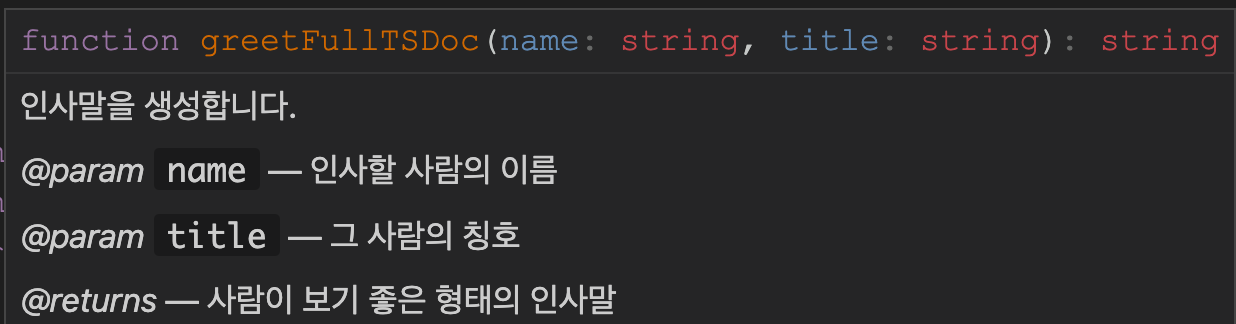 function greetFullTSDoc(name: string, title: string): string
인사말을 생성합니다.
@param name — 인사할 사람의 이름
@param title — 그 사람의 칭호
@returns — 사람이 보기 좋은 형태의 인사말